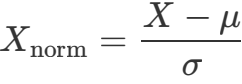 X_norm = (X − μ) / σ